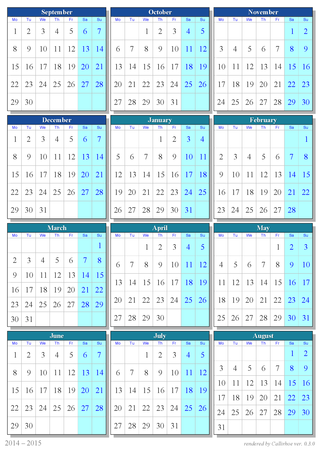 September
Mo Tu We Th Fr Sa Su
1 2 3 4 5 6 7
8 9 10 11 12 13 14
15 16 17 18 19 20 21
22 23 24 25 26 27 28
29 30
October
Mo Tu We Th Fr Sa Su
1 2 3 4 5
6 7 8 9 10 11 12
13 14 15 16 17 18 19
20 21 22 23 24 25 26
27 28 29 30 31
November
Mo Tu We Th Fr Sa Su
1 2
3 4 5 6 7 8 9
10 11 12 13 14 15 16
17 18 19 20 21 22 23
24 25 26 27 28 29 30
December
Mo Tu We Th Fr Sa Su
1 2 3 4 5 6 7
8 9 10 11 12 13 14
15 16 17 18 19 20 21
22 23 24 25 26 27 28
29 30 31
January
Mo Tu We Th Fr Sa Su
1 2 3 4
5 6 7 8 9 10 11
12 13 14 15 16 17 18
19 20 21 22 23 24 25
26 27 28 29 30 31
February
Mo Tu We Th Fr Sa Su
1
2 3 4 5 6 7 8
9 10 11 12 13 14 15
16 17 18 19 20 21 22
23 24 25 26 27 28
March
Mo Tu We Th Fr Sa Su
1
2 3 4 5 6 7 8
9 10 11 12 13 14 15
16 17 18 19 20 21 22
23 24 25 26 27 28 29
30 31
April
Mo Tu We Th Fr Sa Su
1 2 3 4 5
6 7 8 9 10 11 12
13 14 15 16 17 18 19
20 21 22 23 24 25 26
27 28 29 30
May
Mo Tu We Th Fr Sa Su
1 2 3
4 5 6 7 8 9 10
11 12 13 14 15 16 17
18 19 20 21 22 23 24
25 26 27 28 29 30 31
June
Mo Tu We Th Fr Sa Su
1 2 3 4 5 6 7
8 9 10 11 12 13 14
15 16 17 18 19 20 21
22 23 24 25 26 27 28
29 30
July
Mo Tu We Th Fr Sa Su
1 2 3 4 5
6 7 8 9 10 11 12
13 14 15 16 17 18 19
20 21 22 23 24 25 26
27 28 29 30 31
August
Mo Tu We Th Fr Sa Su
1 2
3 4 5 6 7 8 9
10 11 12 13 14 15 16
17 18 19 20 21 22 23
24 25 26 27 28 29 30
31
2014 – 2015
rendered by Callirhoe ver.